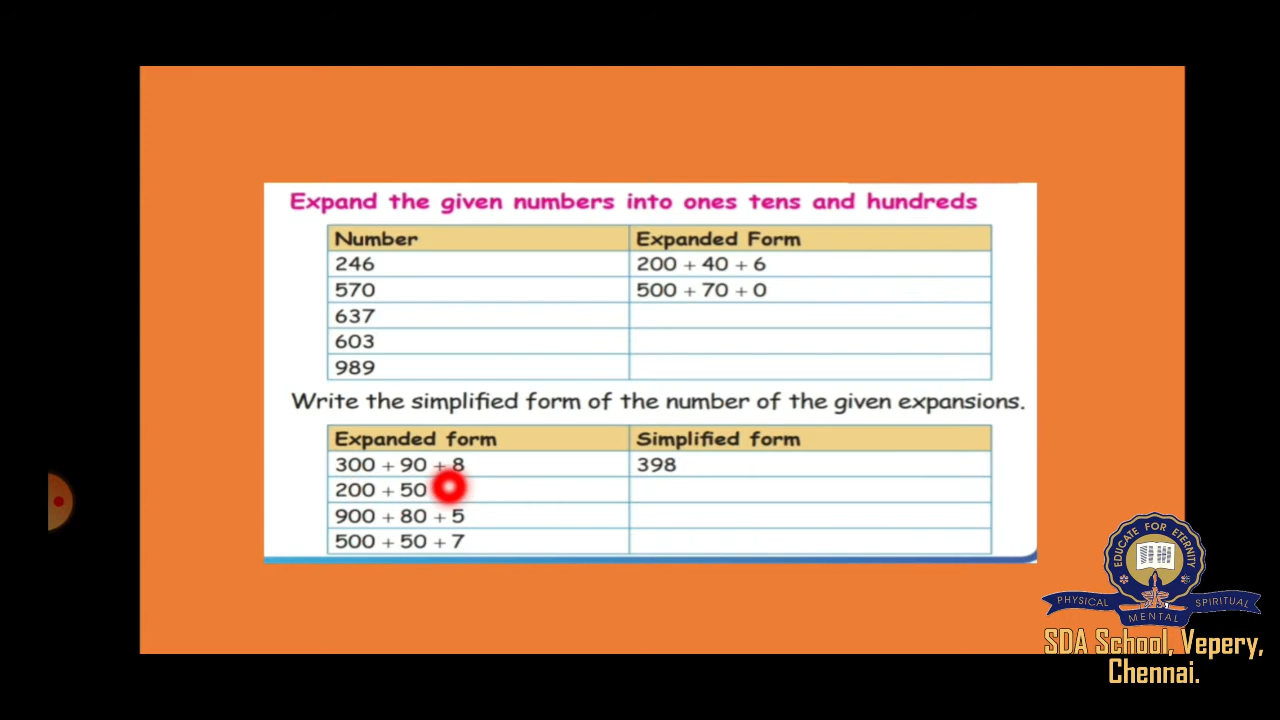 Expand the given numbers into ones tens and hundreds
Number Expanded Form
246 200 + 40 + 6
570 500 + 70 + 0
637
603
989
Write the simplified form of the number of the given expansions.
Expanded form Simplified form
300 + 90 + 8 398
200 + 50
900 + 80 + 5
500 + 50 + 7
EDUCATE FOR ETERNITY
PHYSICAL SPIRITUAL
MENTAL
SDA School, Vepery,
Chennai.